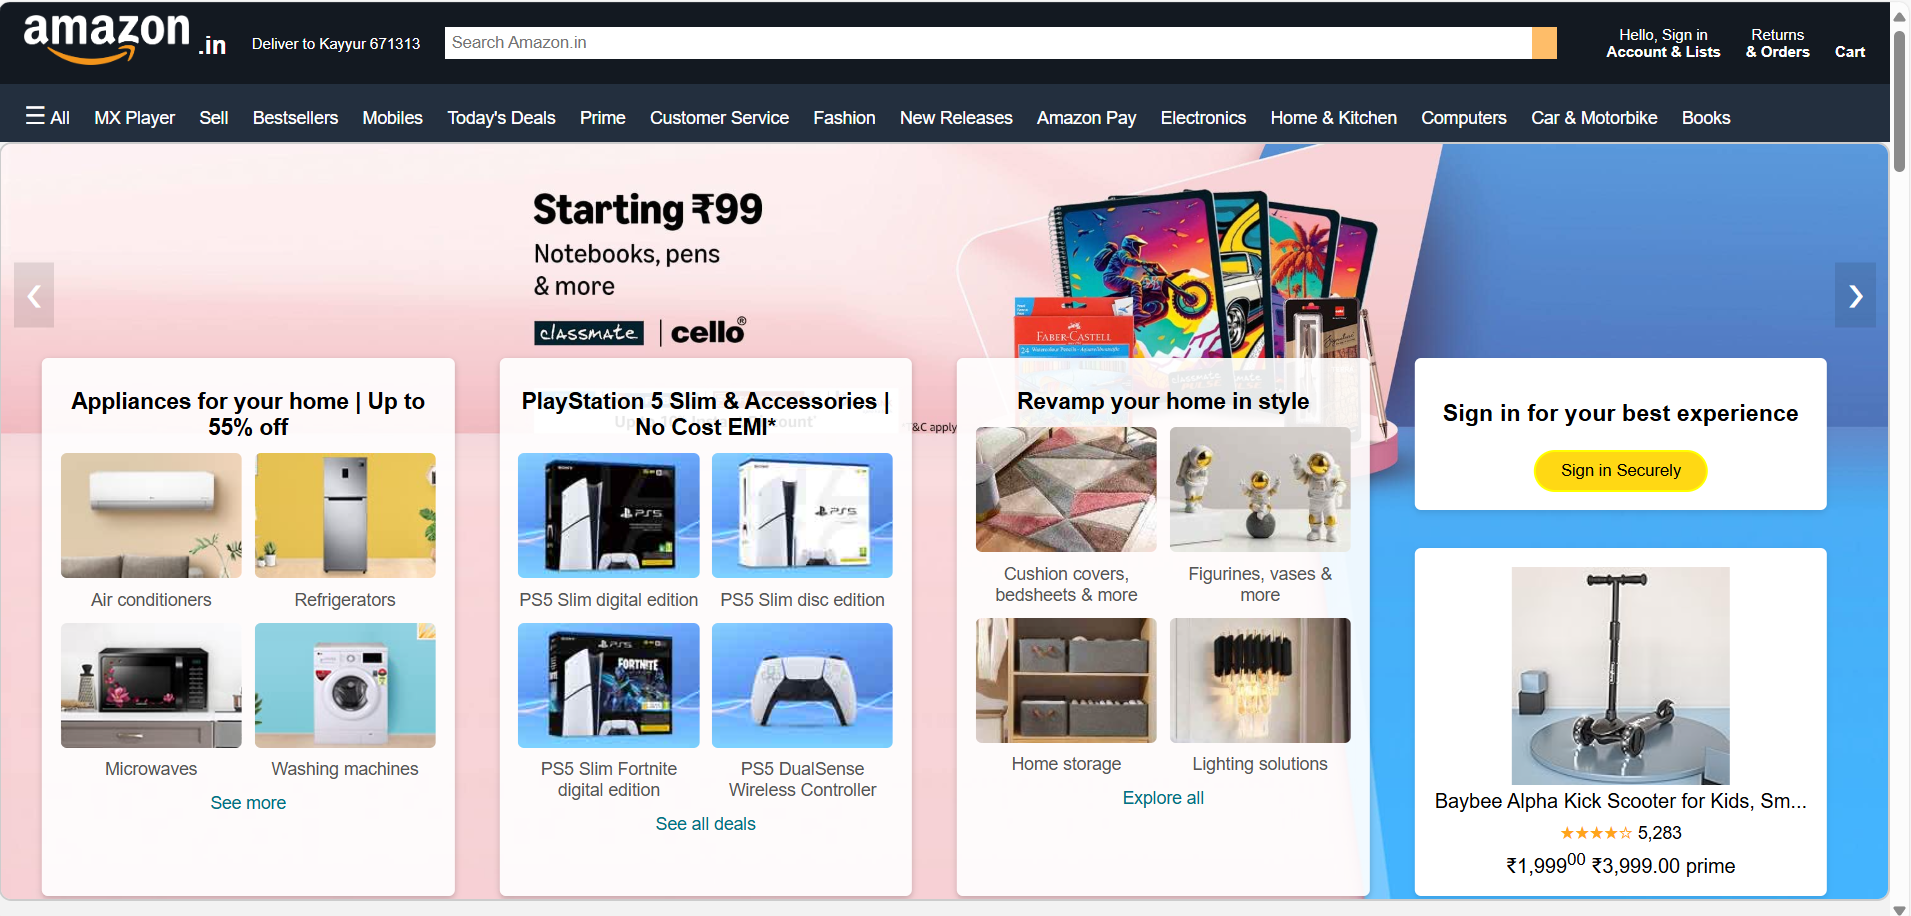 amazon
.in
Deliver to Kayyur 671313
Search Amazon.in
Hello, Sign in
Account & Lists
Returns
& Orders
Cart
☰ All MX Player Sell Bestsellers Mobiles Today's Deals Prime Customer Service Fashion New Releases Amazon Pay Electronics Home & Kitchen Computers Car & Motorbike Books
Starting ₹99
Notebooks, pens
& more
classmate | cello®
FABER-CASTELL
T&C apply
Appliances for your home | Up to
55% off
Air conditioners
Refrigerators
Microwaves
Washing machines
See more
PlayStation 5 Slim & Accessories |
No Cost EMI*
SONY
PS5
PS5
PS5 Slim digital edition
PS5 Slim disc edition
SONY
PS5
FORTNITE
PS5 Slim Fortnite
digital edition
PS5 DualSense
Wireless Controller
See all deals
Revamp your home in style
Cushion covers,
bedsheets & more
Figurines, vases &
more
Home storage
Lighting solutions
Explore all
Sign in for your best experience
Sign in Securely
Baybee Alpha Kick Scooter for Kids, Sm...
★★★★☆ 5,283
₹1,99900 ₹3,999.00 prime